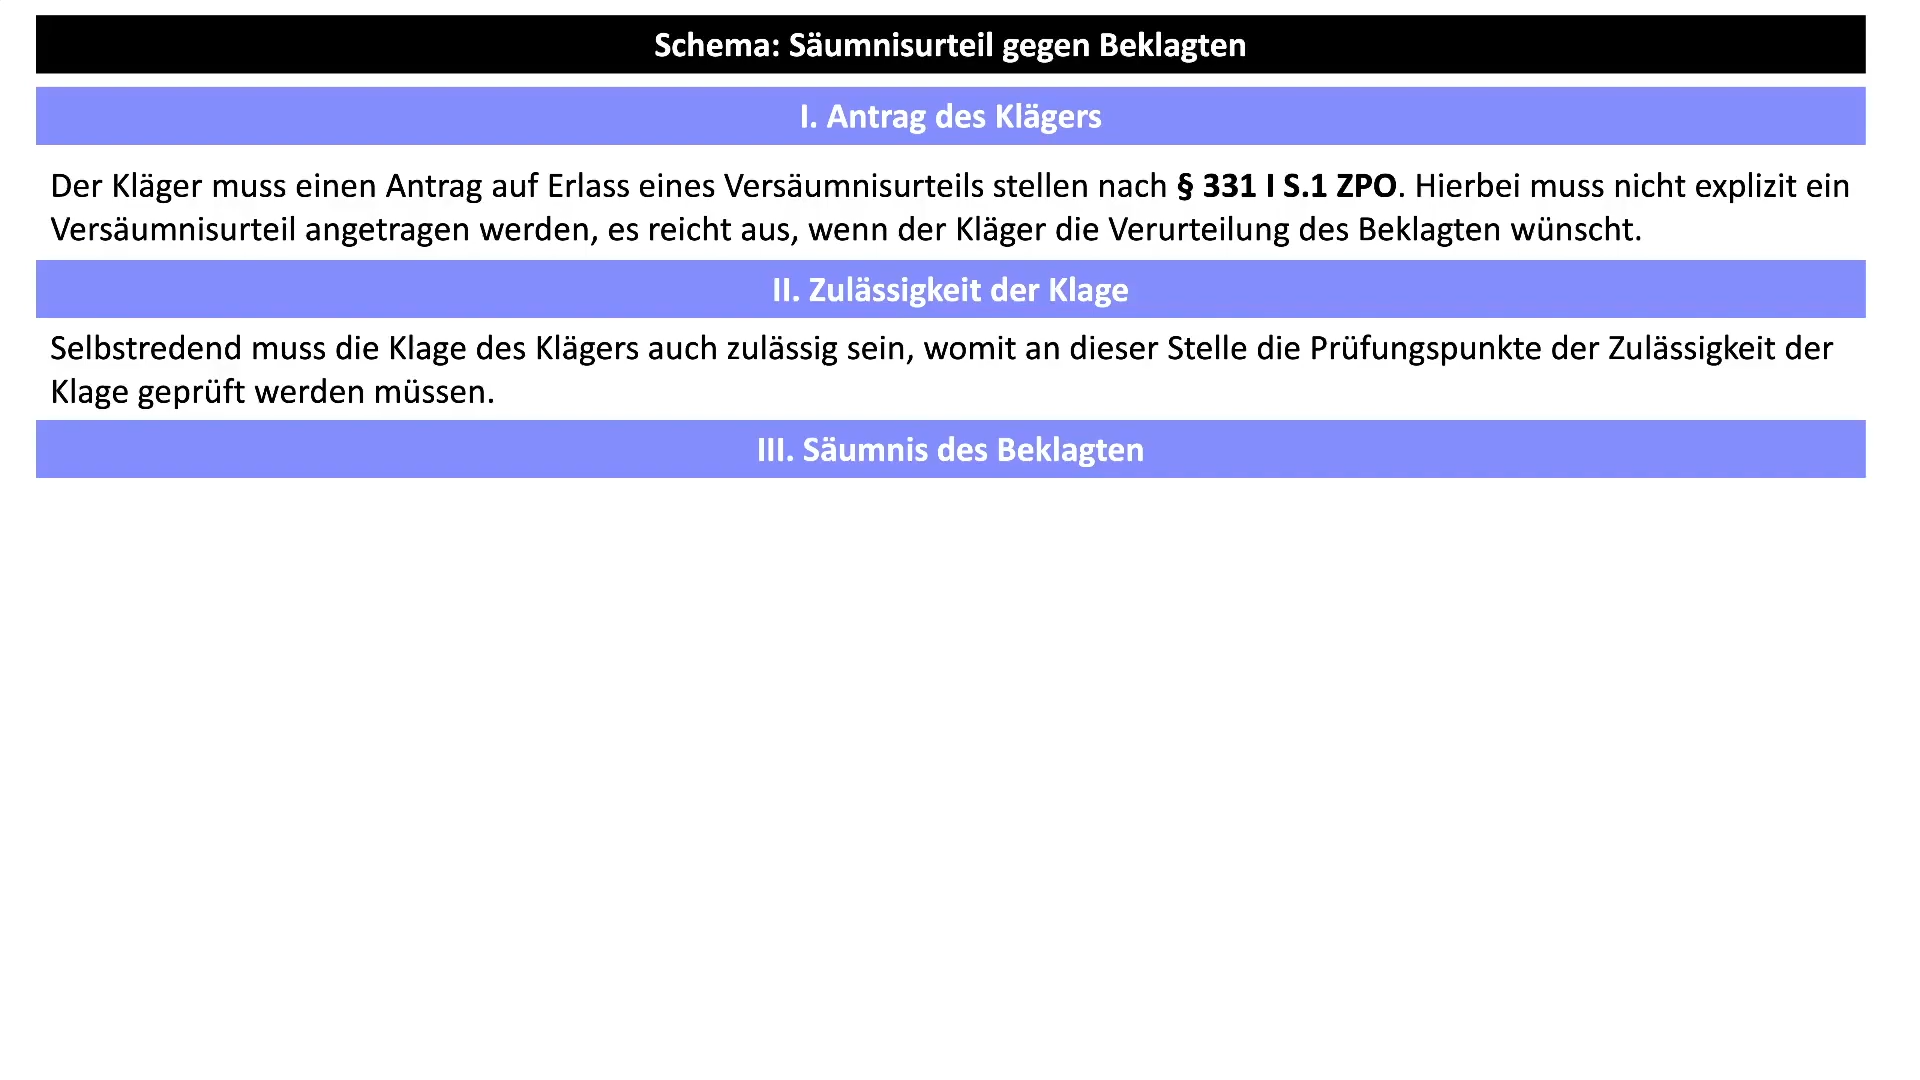 Schema: Säumnisurteil gegen Beklagten
I. Antrag des Klägers
Der Kläger muss einen Antrag auf Erlass eines Versäumnisurteils stellen nach § 331 I S.1 ZPO. Hierbei muss nicht explizit ein
Versäumnisurteil angetragen werden, es reicht aus, wenn der Kläger die Verurteilung des Beklagten wünscht.
II. Zulässigkeit der Klage
Selbstredend muss die Klage des Klägers auch zulässig sein, womit an dieser Stelle die Prüfungspunkte der Zulässigkeit der
Klage geprüft werden müssen.
III. Säumnis des Beklagten